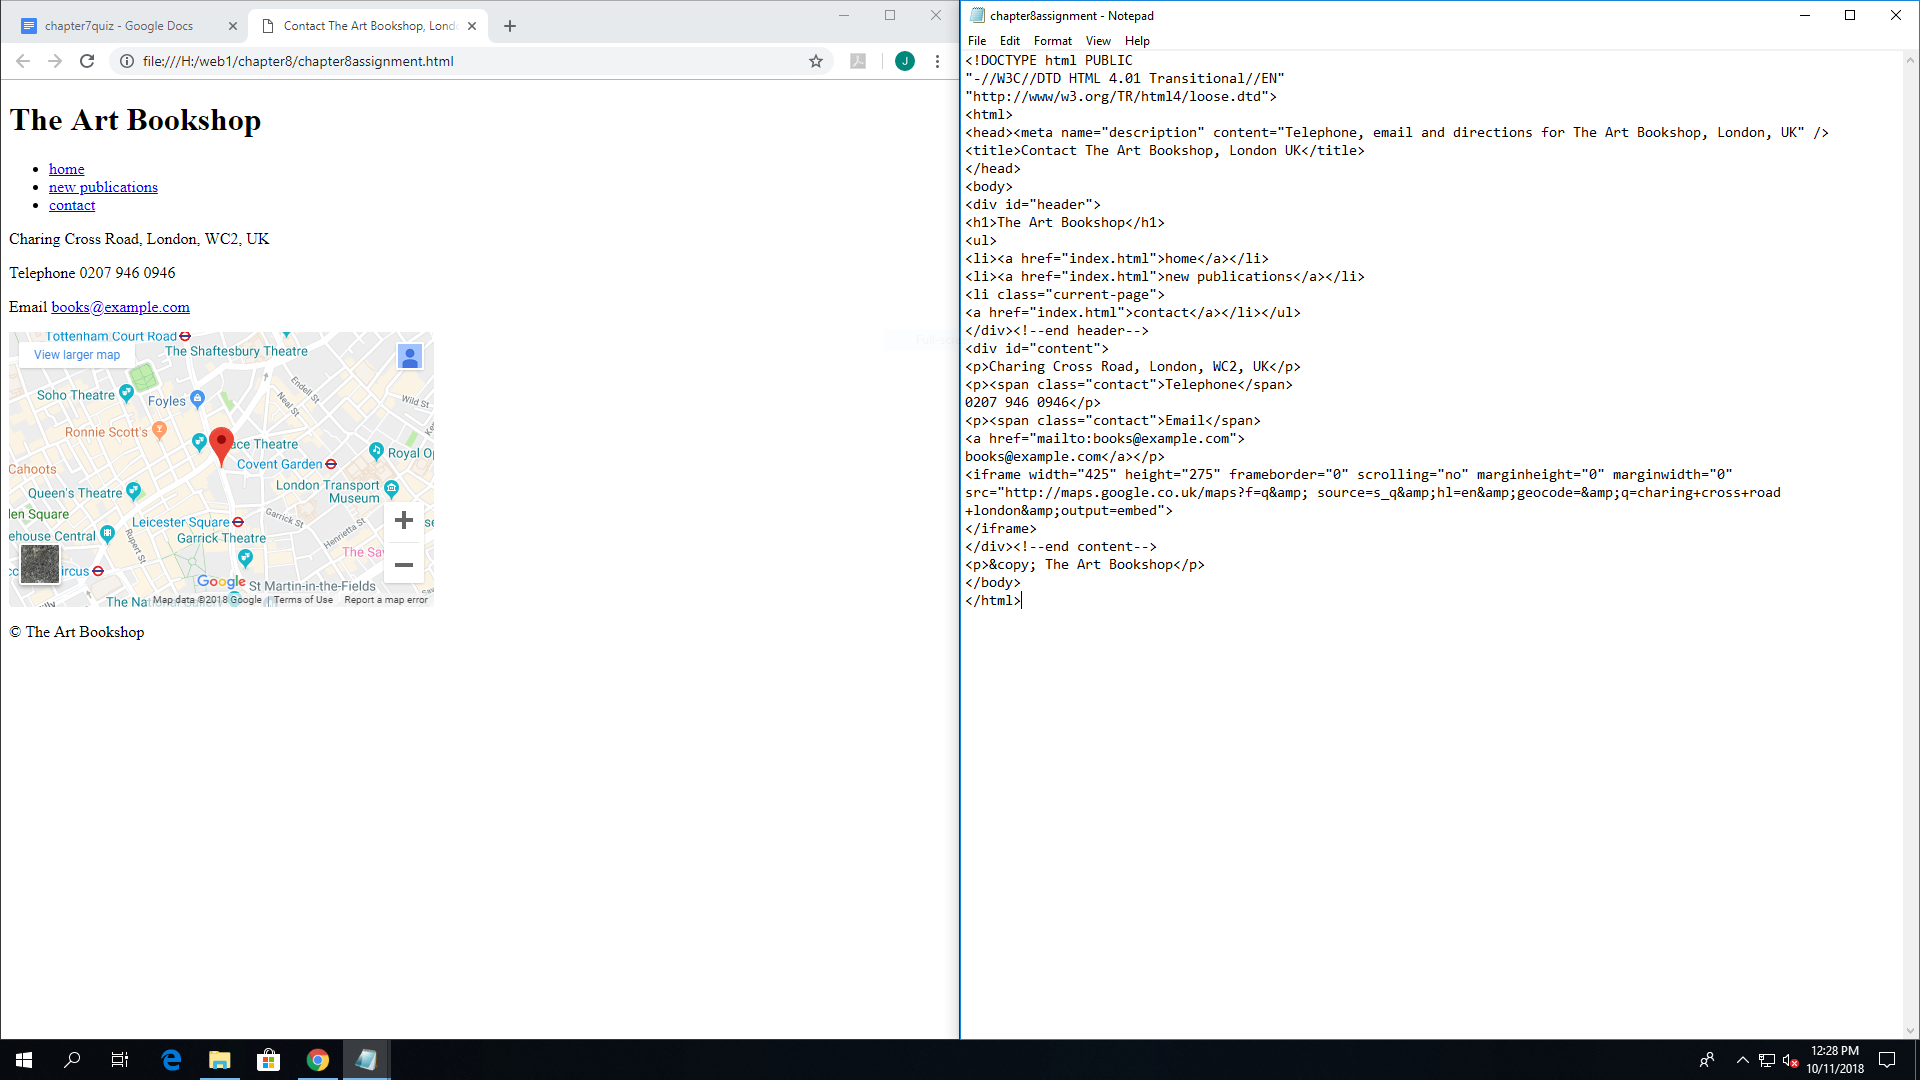 chapter7quiz - Google Docs
Contact The Art Bookshop, Lond
file:///H:/web1/chapter8/chapter8assignment.html
J
The Art Bookshop
home
new publications
contact
Charing Cross Road, London, WC2, UK
Telephone 0207 946 0946
Email books@example.com
Tottenham Court Road
View larger map
The Shaftesbury Theatre
Endell St
Soho Theatre
Foyles
Neal St
Wild St
Ronnie Scott's
ace Theatre
Royal Op
Covent Garden
Cahoots
London Transport
Museum
Queen's Theatre
len Square
Leicester Square
Garrick St
Garrick Theatre
ehouse Central
Rupert St
Henrietta St
The Sav
ircus
Google
St Martin-in-the-Fields
The National Gallery
Map data ©2018 Google
Terms of Use
Report a map error
© The Art Bookshop
chapter8assignment - Notepad
File Edit Format View Help
<!DOCTYPE html PUBLIC
"-//W3C//DTD HTML 4.01 Transitional//EN"
"http://www/w3.org/TR/html4/loose.dtd">
<html>
<head><meta name="description" content="Telephone, email and directions for The Art Bookshop, London, UK" />
<title>Contact The Art Bookshop, London UK</title>
</head>
<body>
<div id="header">
<h1>The Art Bookshop</h1>
<ul>
<li><a href="index.html">home</a></li>
<li><a href="index.html">new publications</a></li>
<li class="current-page">
<a href="index.html">contact</a></li></ul>
</div><!--end header-->
<div id="content">
<p>Charing Cross Road, London, WC2, UK</p>
<p><span class="contact">Telephone</span>
0207 946 0946</p>
<p><span class="contact">Email</span>
<a href="mailto:books@example.com">
books@example.com</a></p>
<iframe width="425" height="275" frameborder="0" scrolling="no" marginheight="0" marginwidth="0"
src="http://maps.google.co.uk/maps?f=q&amp; source=s_q&amp;hl=en&amp;geocode=&amp;q=charing+cross+road
+london&amp;output=embed">
</iframe>
</div><!--end content-->
<p>&copy; The Art Bookshop</p>
</body>
</html>
12:28 PM
10/11/2018